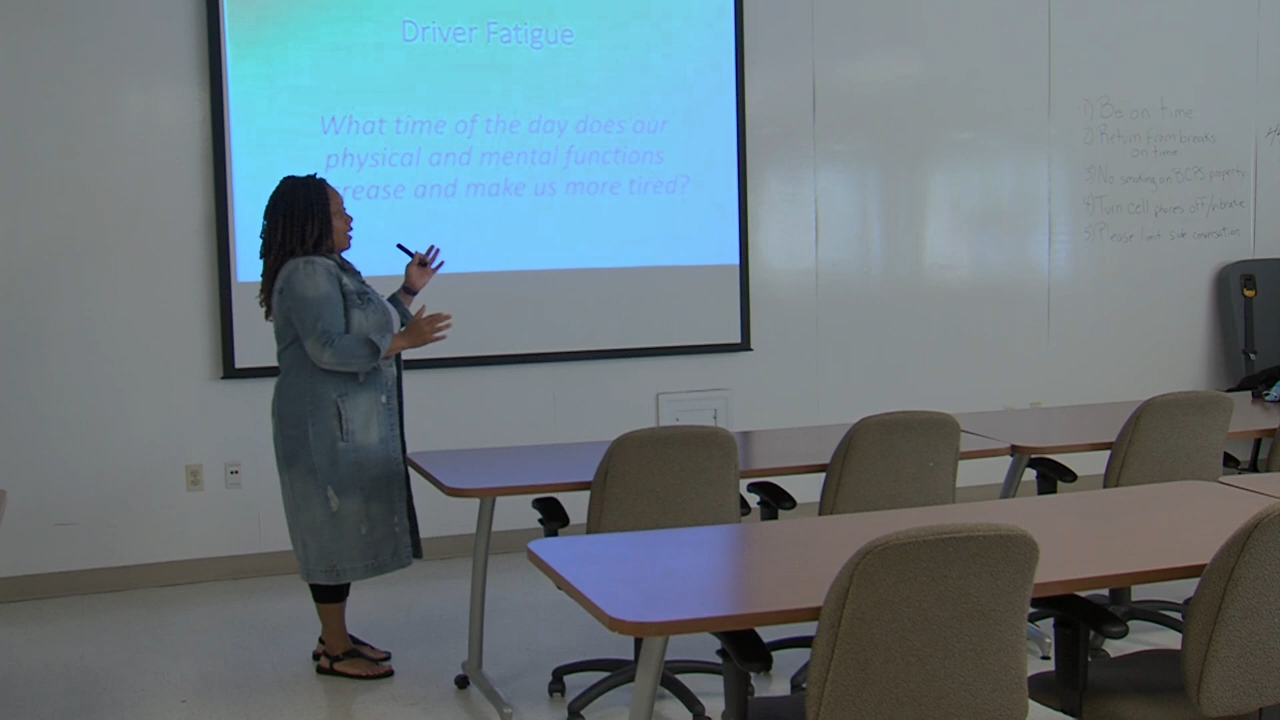 Driver Fatigue
What time of the day does our
physical and mental functions
crease and make us more tired?
1) Be on time
2) Return from breaks
on time
3) No smoking on BCPS property
4) Turn cell phones off/vibrate
5) Please limit side conversation